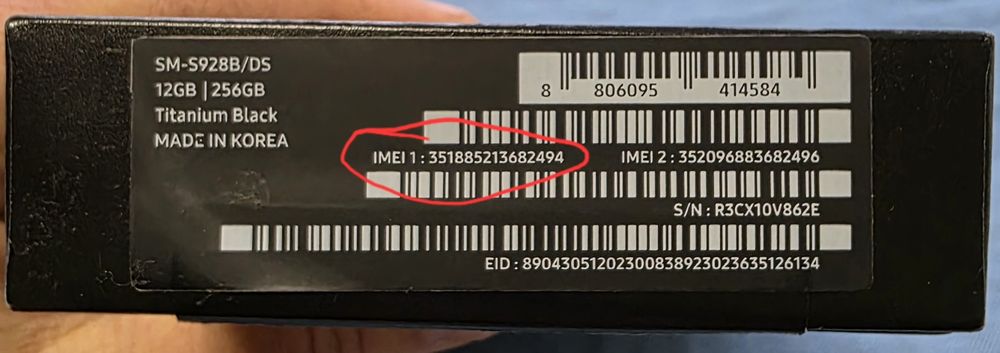 SM-S928B/DS
12GB | 256GB
Titanium Black
MADE IN KOREA
8 806095 414584
IMEI 1 : 351885213682494 IMEI 2 : 352096883682496
S/N : R3CX10V862E
EID : 89043051202300838923023635126134